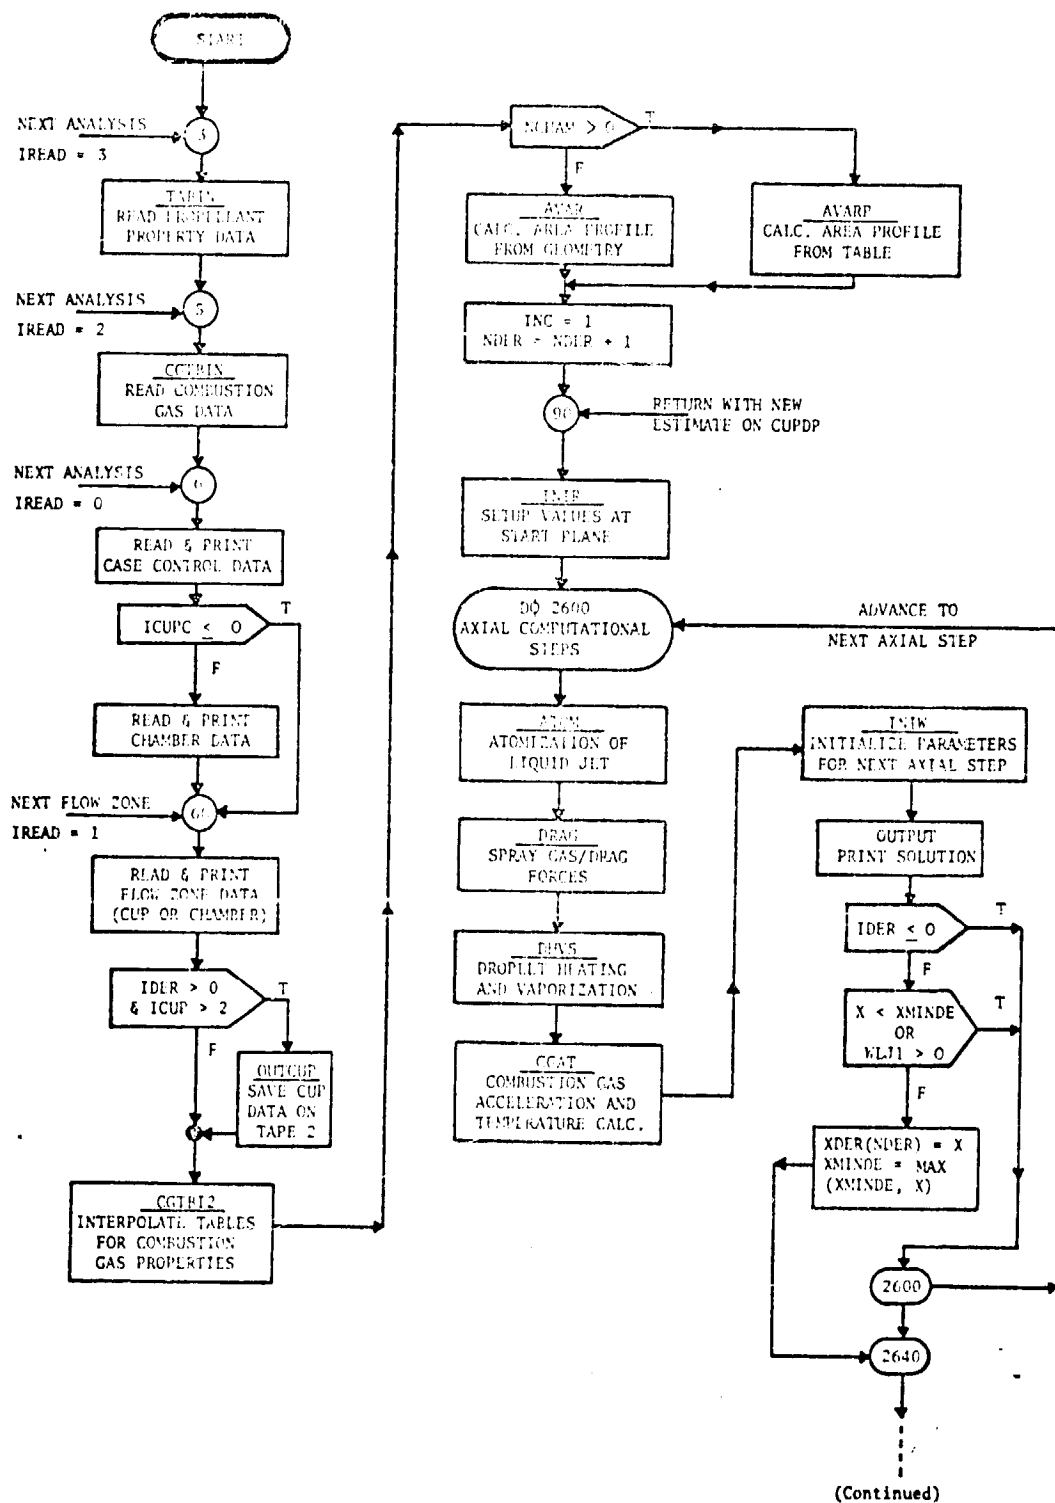 START
NEXT ANALYSIS
IREAD = 3
3
TABIN
READ PROPELLANT
PROPERTY DATA
NEXT ANALYSIS
IREAD = 2
5
CGTBIN
READ COMBUSTION
GAS DATA
NEXT ANALYSIS
IREAD = 0
6
READ & PRINT
CASE CONTROL DATA
ICUPC ≤ 0
T
F
READ & PRINT
CHAMBER DATA
NEXT FLOW ZONE
IREAD = 1
READ & PRINT
FLOW ZONE DATA
(CUP OR CHAMBER)
IDER > 0
& ICUP > 2
T
F
OUTCUP
SAVE CUP
DATA ON
TAPE 2
CGTBI2
INTERPOLATE TABLES
FOR COMBUSTION
GAS PROPERTIES
NCHAM > 0
T
F
AVAR
CALC. AREA PROFILE
FROM GEOMETRY
AVARP
CALC. AREA PROFILE
FROM TABLE
INC = 1
NDER = NDER + 1
90
RETURN WITH NEW
ESTIMATE ON CUPDP
SETUP VALUES AT
START PLANE
DO 2600
AXIAL COMPUTATIONAL
STEPS
ADVANCE TO
NEXT AXIAL STEP
ATOM
ATOMIZATION OF
LIQUID JET
DRAG
SPRAY GAS/DRAG
FORCES
DHVS
DROPLET HEATING
AND VAPORIZATION
CGAT
COMBUSTION GAS
ACCELERATION AND
TEMPERATURE CALC.
INIW
INITIALIZE PARAMETERS
FOR NEXT AXIAL STEP
OUTPUT
PRINT SOLUTION
IDER ≤ 0
T
F
X < XMINDE
OR
WLJ1 > 0
T
F
XDER(NDER) = X
XMINDE = MAX
(XMINDE, X)
2600
2640
(Continued)